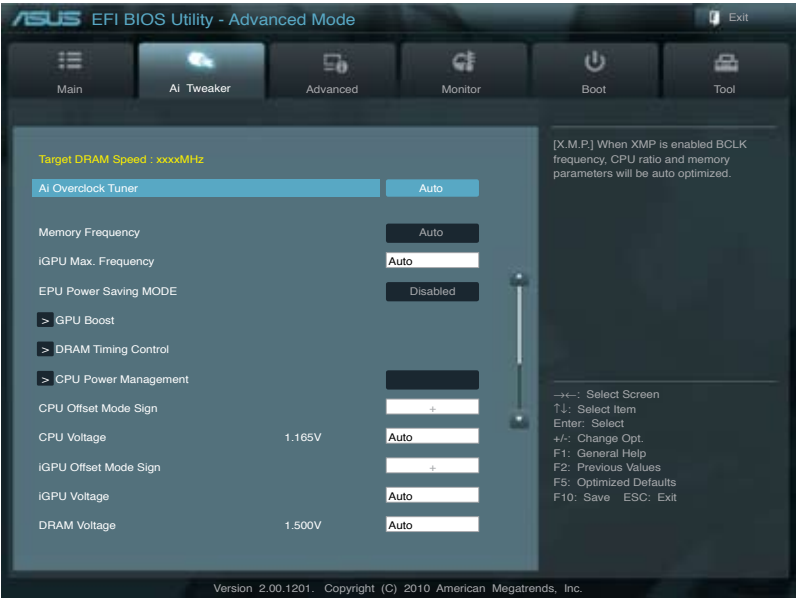 ASUS EFI BIOS Utility - Advanced Mode
Exit
Main
Ai Tweaker
Advanced
Monitor
Boot
Tool
Target DRAM Speed : xxxxMHz
Ai Overclock Tuner Auto
Memory Frequency Auto
iGPU Max. Frequency Auto
EPU Power Saving MODE Disabled
> GPU Boost
> DRAM Timing Control
> CPU Power Management
CPU Offset Mode Sign +
CPU Voltage 1.165V Auto
iGPU Offset Mode Sign +
iGPU Voltage Auto
DRAM Voltage 1.500V Auto
[X.M.P.] When XMP is enabled BCLK
frequency, CPU ratio and memory
parameters will be auto optimized.
→←: Select Screen
↑↓: Select Item
Enter: Select
+/-: Change Opt.
F1: General Help
F2: Previous Values
F5: Optimized Defaults
F10: Save ESC: Exit
Version 2.00.1201. Copyright (C) 2010 American Megatrends, Inc.